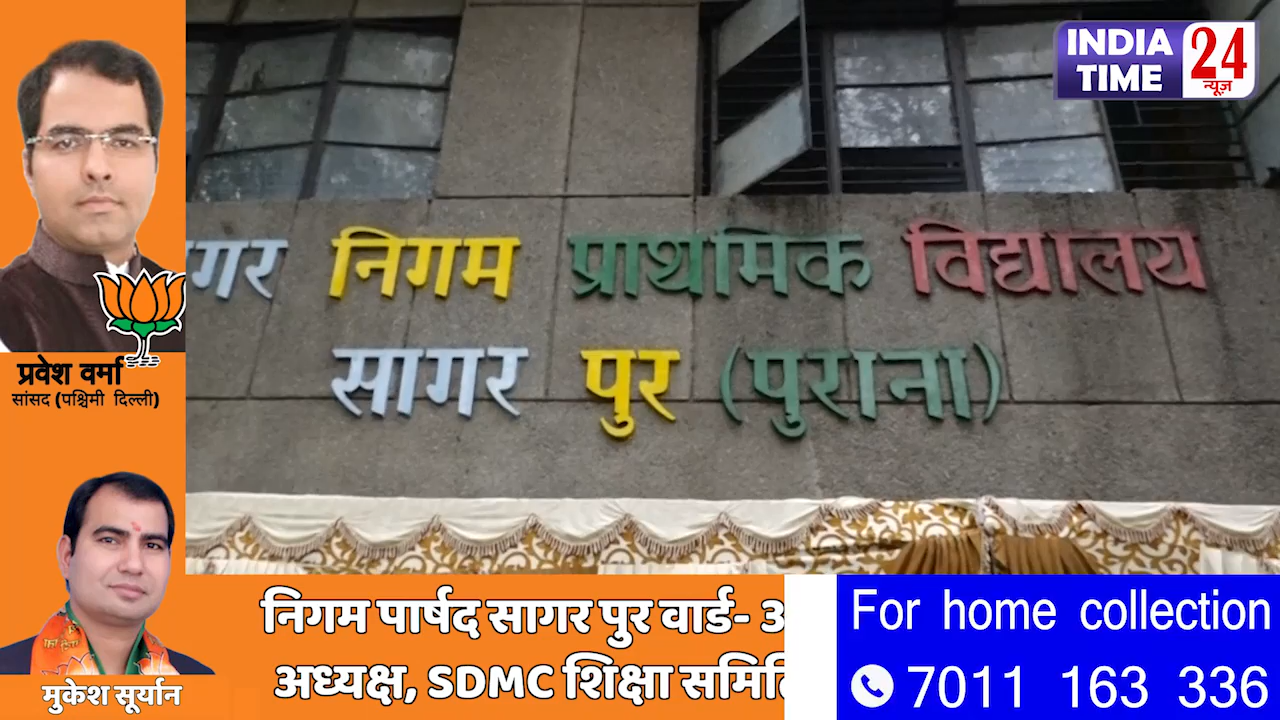 INDIA
TIME
24
न्यूज़
गर निगम प्राथमिक विद्यालय
सागर पुर (पुराना)
प्रवेश वर्मा
सांसद (पश्चिमी दिल्ली)
मुकेश सूर्यान
निगम पार्षद सागर पुर वार्ड- 3
अध्यक्ष, SDMC शिक्षा समिति
For home collection
7011 163 336